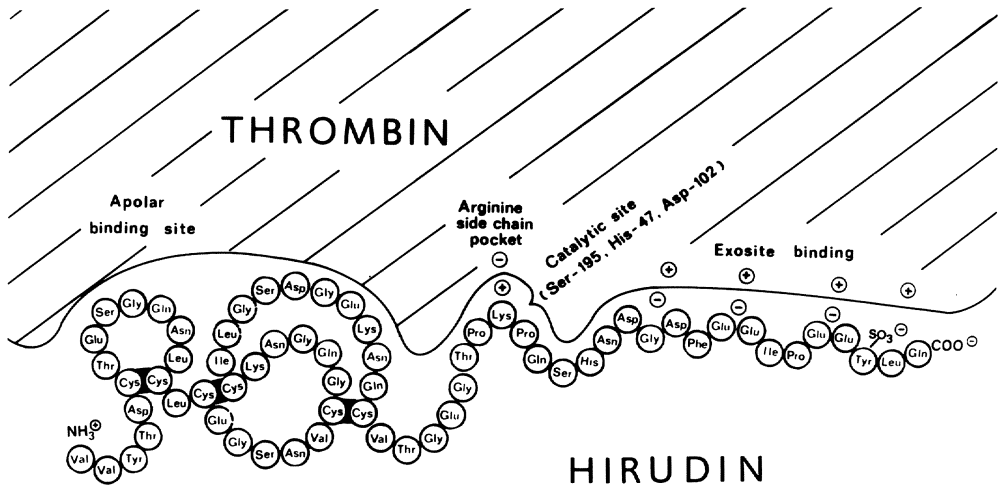 THROMBIN
Apolar
binding site
Arginine
side chain
pocket
⊖
⊕
Catalytic site
(Ser-195, His-47, Asp-102)
Exosite binding
⊕ ⊕ ⊕ ⊕
⊖ ⊖ ⊖
NH3⊕
Val Val Tyr Thr Asp Cys Thr Glu Ser Gly Gln Asn Leu Cys Leu Cys Glu Gly Ser Asn Val Cys Gly Gln Gly Asn Lys Cys Ile Leu Gly Ser Asp Gly Glu Lys Asn Gln Cys Val Thr Gly Glu Gly Thr Pro Lys Pro Gln Ser His Asn Asp Gly Asp Phe Glu Glu Ile Pro Glu Glu Tyr Leu Gln
SO3⊖
COO⊖
HIRUDIN